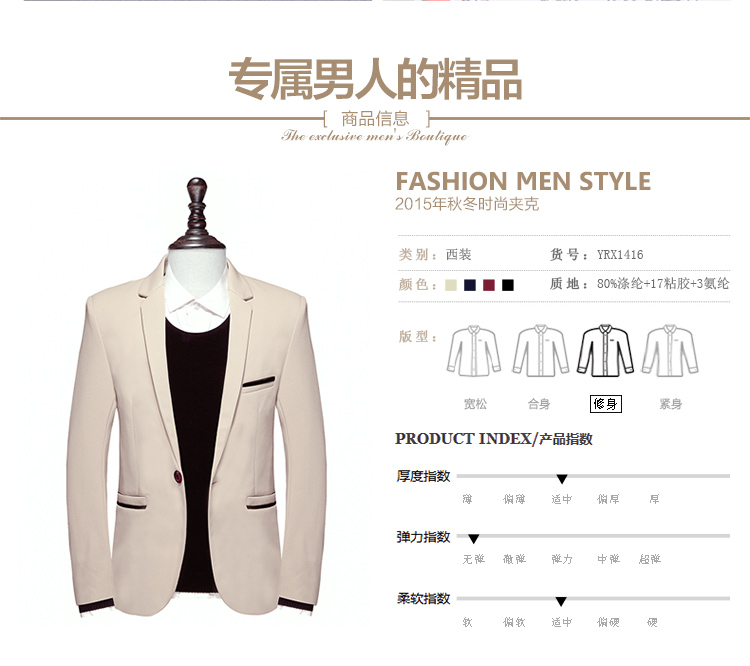 专属男人的精品
[ 商品信息 ]
The exclusive men's Boutique
FASHION MEN STYLE
2015年秋冬时尚夹克
类别：西装 货号：YRX1416
颜色： 质地：80%涤纶+17粘胶+3氨纶
版型：
宽松 合身 修身 紧身
PRODUCT INDEX/产品指数
厚度指数
薄 偏薄 适中 偏厚 厚
弹力指数
无弹 微弹 弹力 中弹 超弹
柔软指数
软 偏软 适中 偏硬 硬